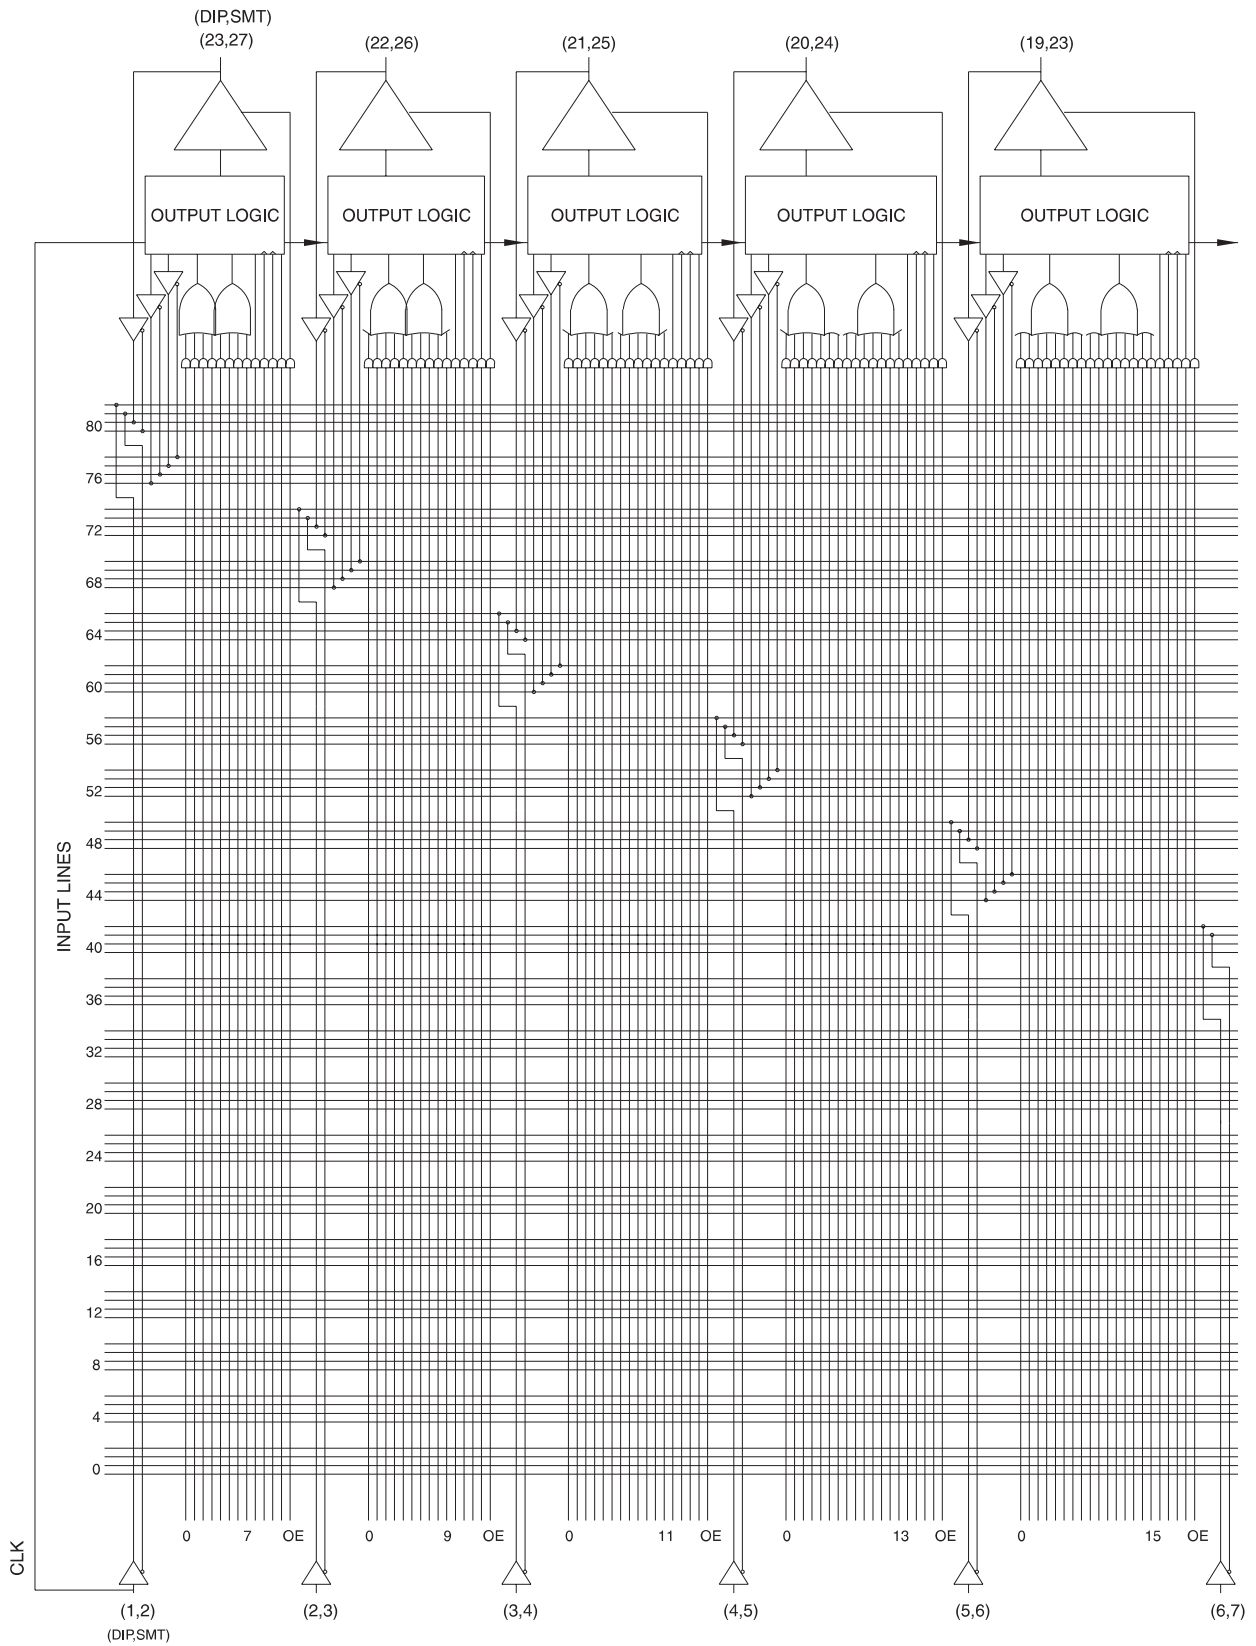 (DIP,SMT)
(23,27) (22,26) (21,25) (20,24) (19,23)
OUTPUT LOGIC OUTPUT LOGIC OUTPUT LOGIC OUTPUT LOGIC OUTPUT LOGIC
80
76
72
68
64
60
56
52
48
44
40
36
32
28
24
20
16
12
8
4
0
INPUT LINES
0 7 OE 0 9 OE 0 11 OE 0 13 OE 0 15 OE
CLK
(1,2) (2,3) (3,4) (4,5) (5,6) (6,7)
(DIP,SMT)